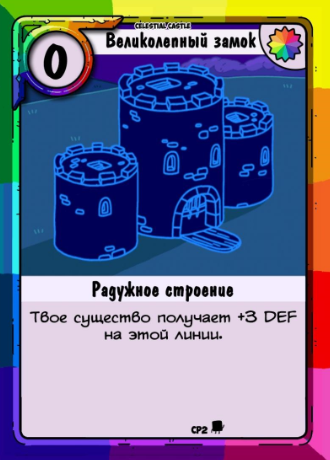 CELESTIAL CASTLE
Великолепный замок
0
Радужное строение
Твое существо получает +3 DEF
на этой линии.
CP2